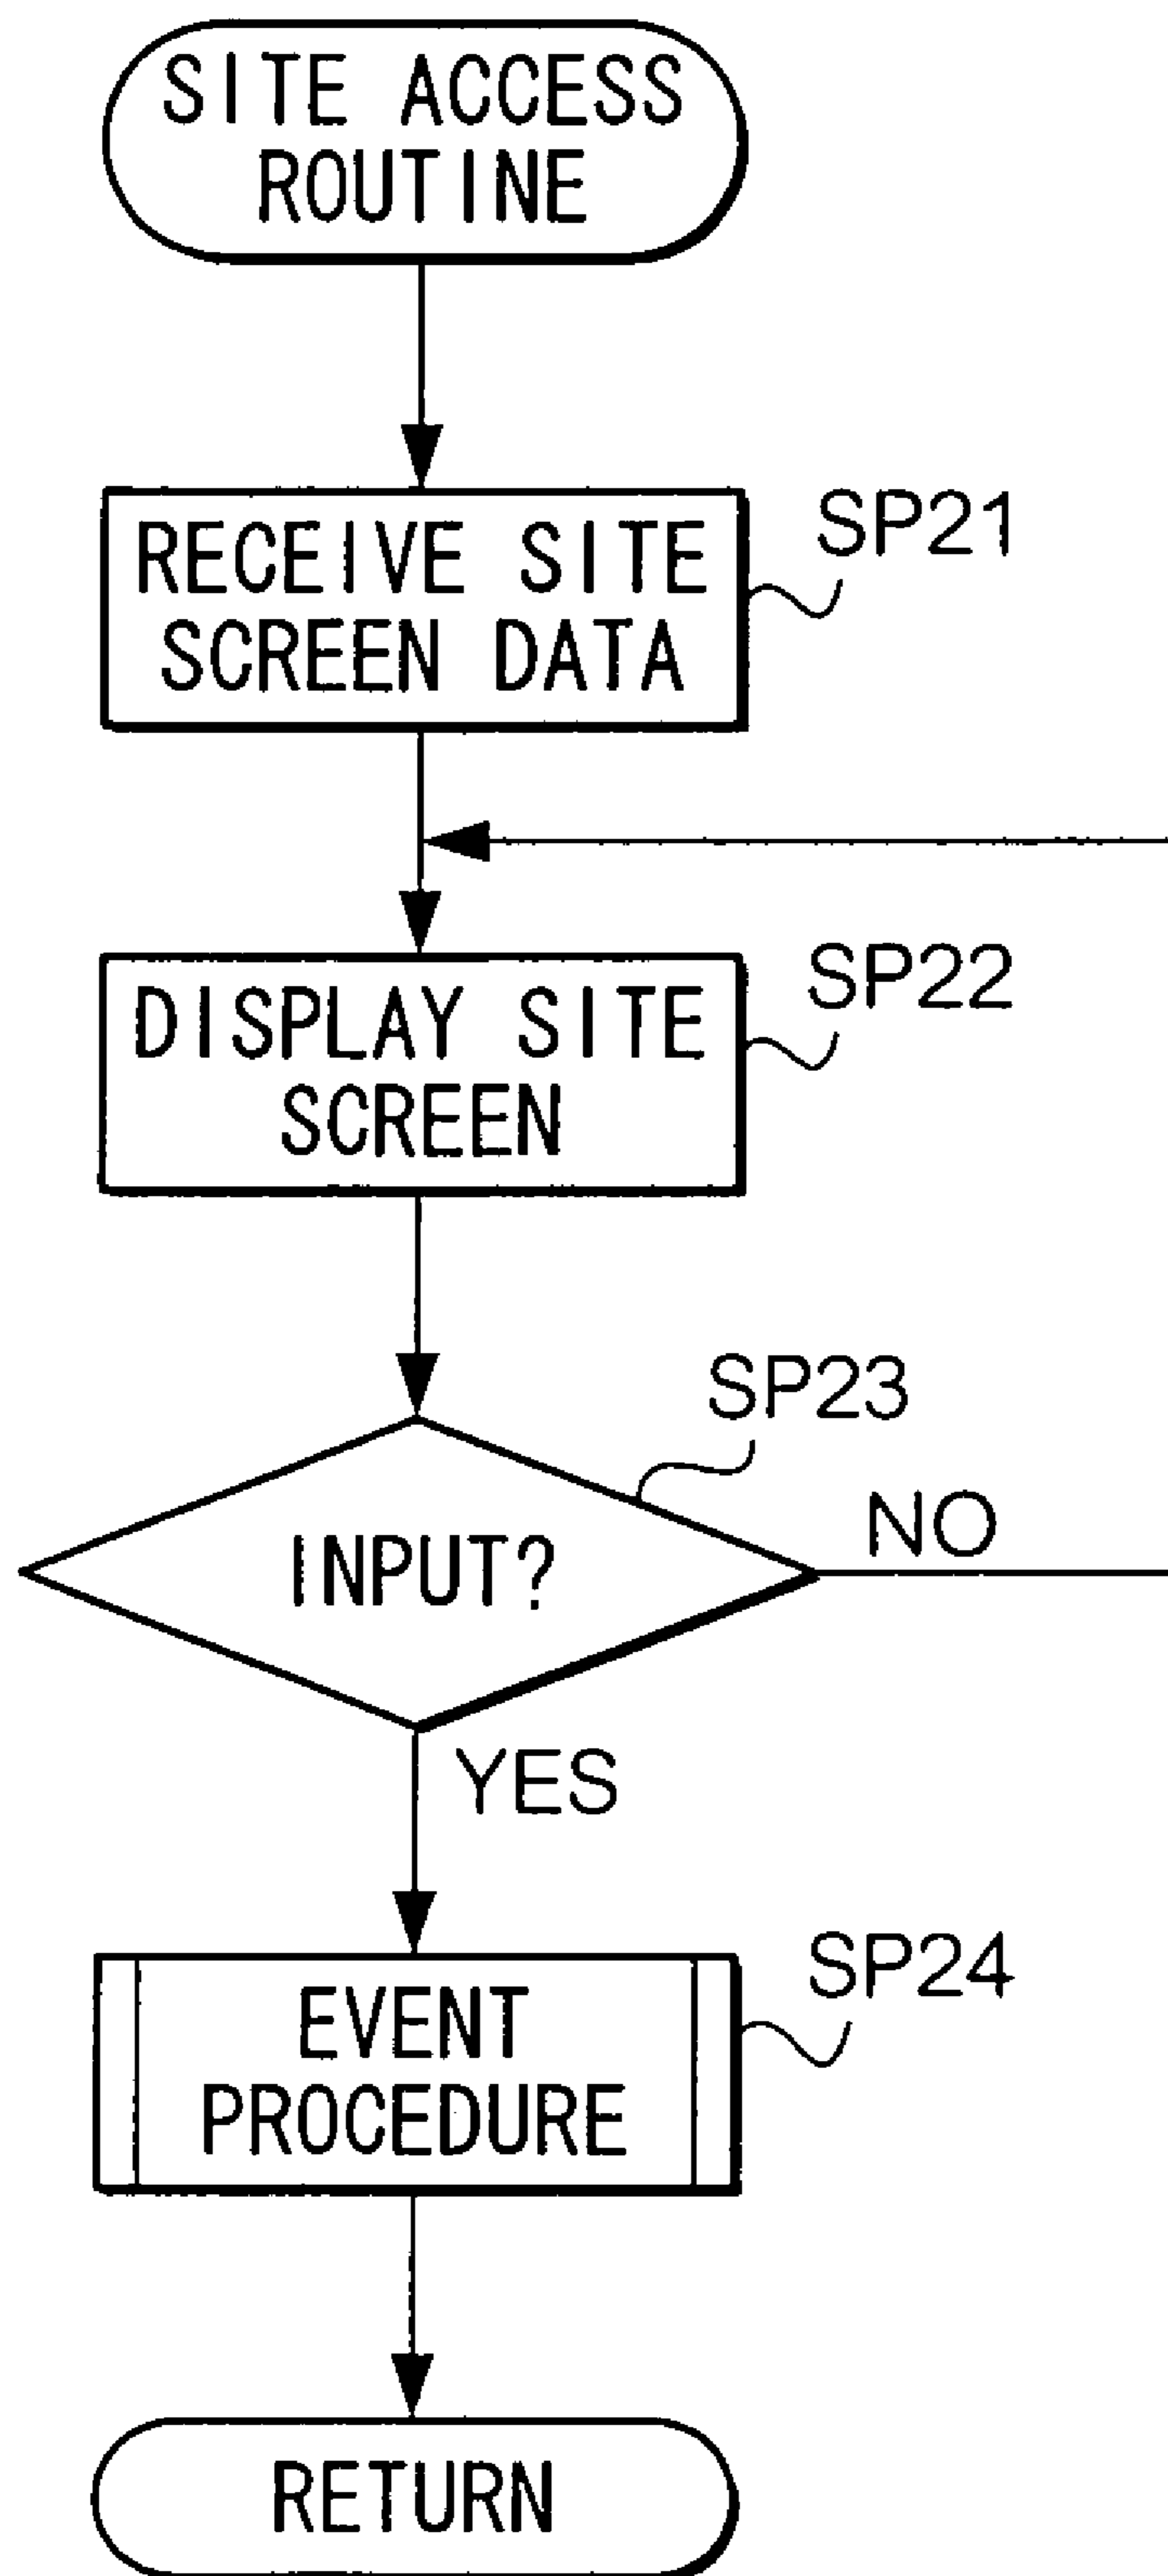 SITE ACCESS
ROUTINE
RECEIVE SITE
SCREEN DATA
SP21
DISPLAY SITE
SCREEN
SP22
SP23
INPUT?
NO
YES
EVENT
PROCEDURE
SP24
RETURN